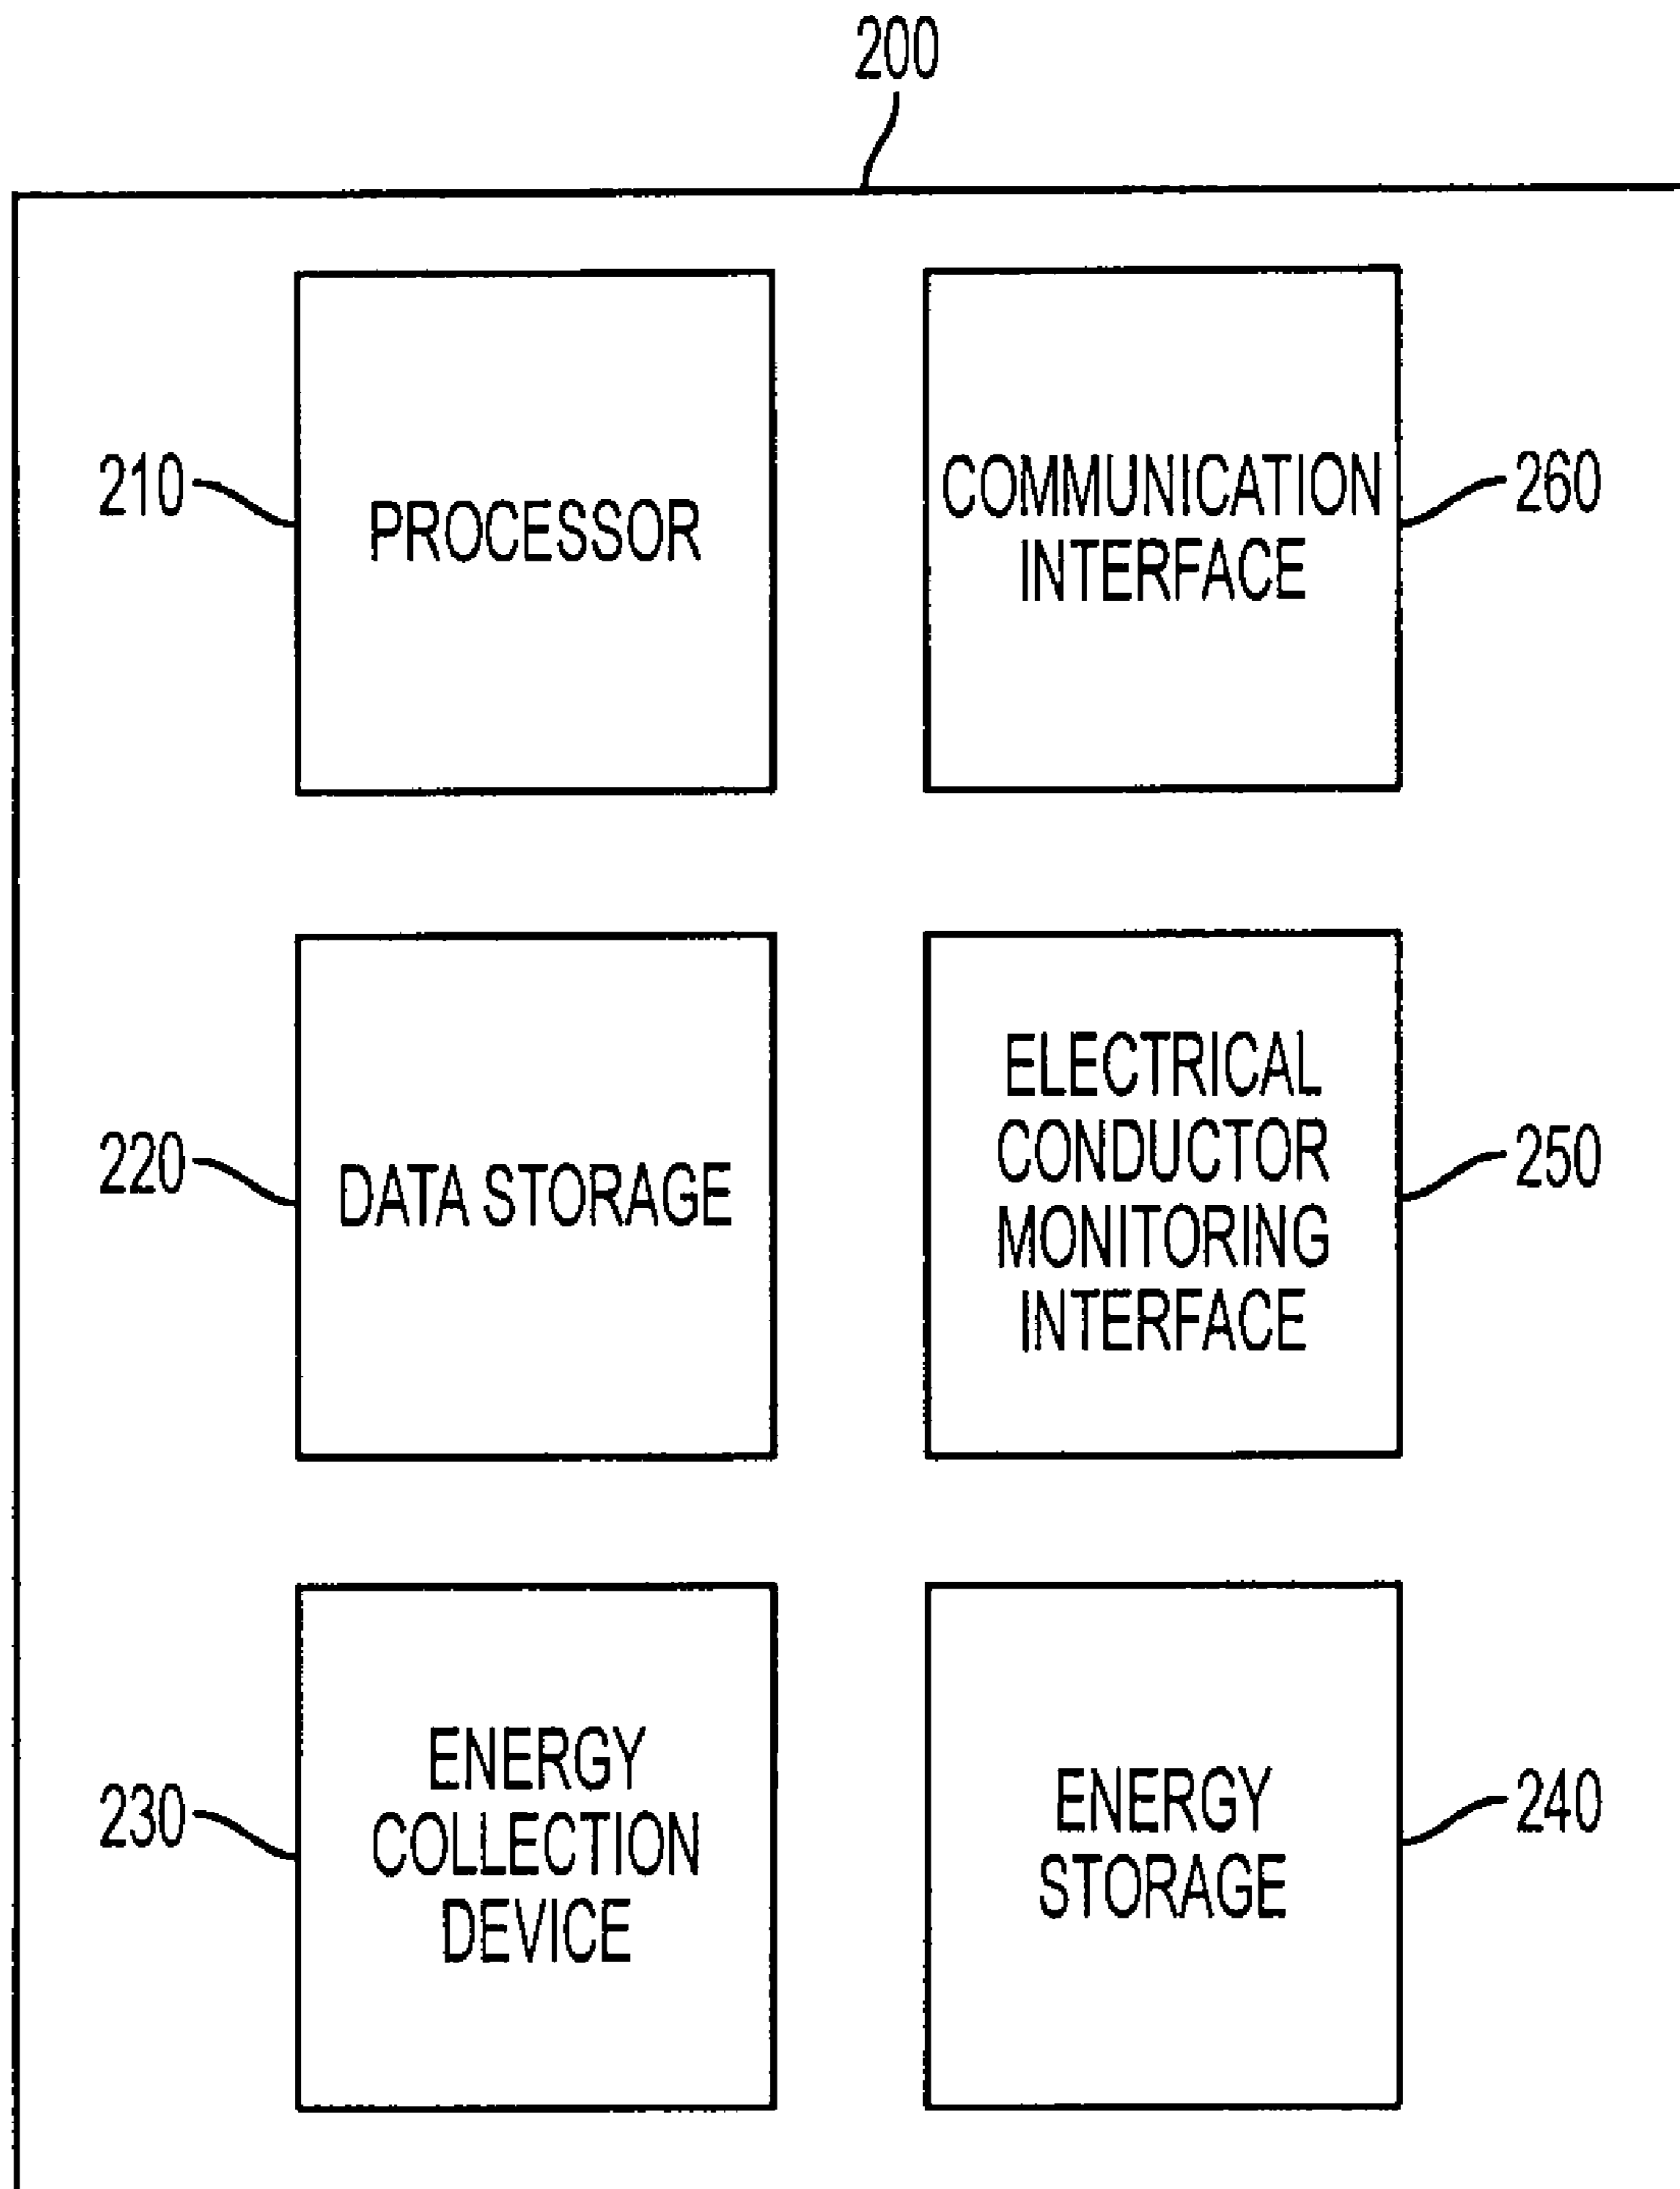 200
210
PROCESSOR
COMMUNICATION
INTERFACE
260
220
DATA STORAGE
ELECTRICAL
CONDUCTOR
MONITORING
INTERFACE
250
230
ENERGY
COLLECTION
DEVICE
ENERGY
STORAGE
240